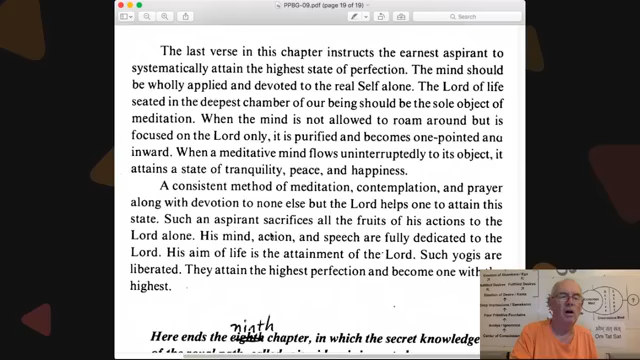 PPBG-09.pdf (page 19 of 19)
Search
The last verse in this chapter instructs the earnest aspirant to
systematically attain the highest state of perfection. The mind should
be wholly applied and devoted to the real Self alone. The Lord of life
seated in the deepest chamber of our being should be the sole object of
meditation. When the mind is not allowed to roam around but is
focused on the Lord only, it is purified and becomes one-pointed and
inward. When a meditative mind flows uninterruptedly to its object, it
attains a state of tranquility, peace, and happiness.
A consistent method of meditation, contemplation, and prayer
along with devotion to none else but the Lord helps one to attain this
state. Such an aspirant sacrifices all the fruits of his actions to the
Lord alone. His mind, action, and speech are fully dedicated to the
Lord. His aim of life is the attainment of the Lord. Such yogis are
liberated. They attain the highest perfection and become one with the
highest.
ninth
Here ends the eighth chapter, in which the secret knowledge
Om Tat Sat